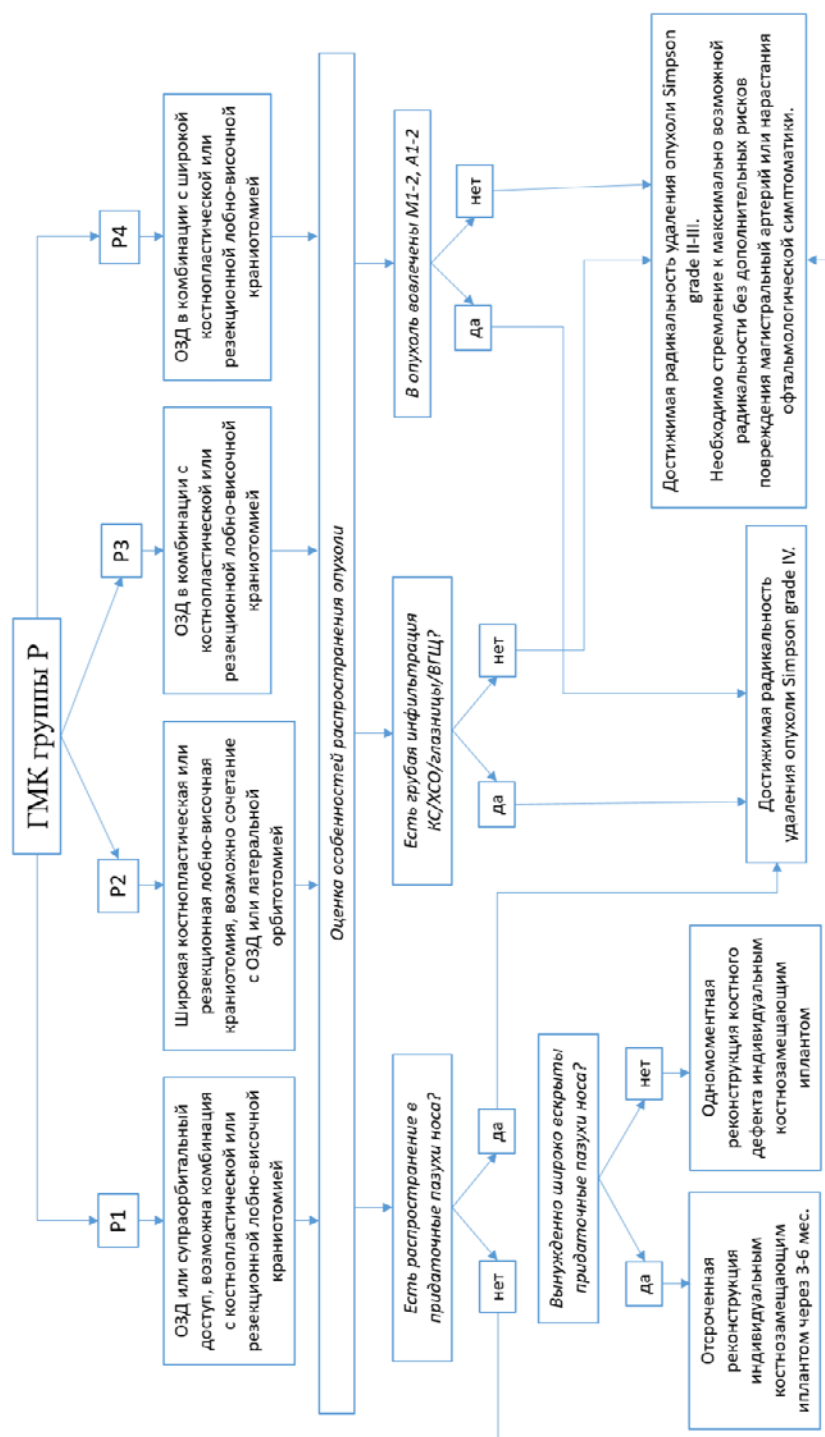 ГМК группы P
P1
P2
P3
P4
ОЗД или супраорбитальный
доступ, возможна комбинация
с костнопластической или
резекционной лобно-височной
краниотомией
Широкая костнопластическая или
резекционная лобно-височная
краниотомия, возможно сочетание
с ОЗД или латеральной
орбитотомией
ОЗД в комбинации с
костнопластической или
резекционной лобно-височной
краниотомией
ОЗД в комбинации с широкой
костнопластической или
резекционной лобно-височной
краниотомией
Оценка особенностей распространения опухоли
Есть распространение в
придаточные пазухи носа?
нет
да
Есть грубая инфильтрация
КС/ХСО/глазницы/ВГЩ?
да
нет
В опухоль вовлечены М1-2, А1-2
да
нет
Вынужденно широко вскрыты
придаточные пазухи носа?
да
нет
Отсроченная
реконструкция
индивидуальным
костнозамещающим
иплантом через 3-6 мес.
Одномоментная
реконструкция костного
дефекта индивидуальным
костнозамещающим
иплантом
Достижимая радикальность
удаления опухоли Simpson grade IV.
Достижимая радикальность удаления опухоли Simpson
grade II-III.
Необходимо стремление к максимально возможной
радикальности без дополнительных рисков
повреждения магистральный артерий или нарастания
офтальмологической симптоматики.